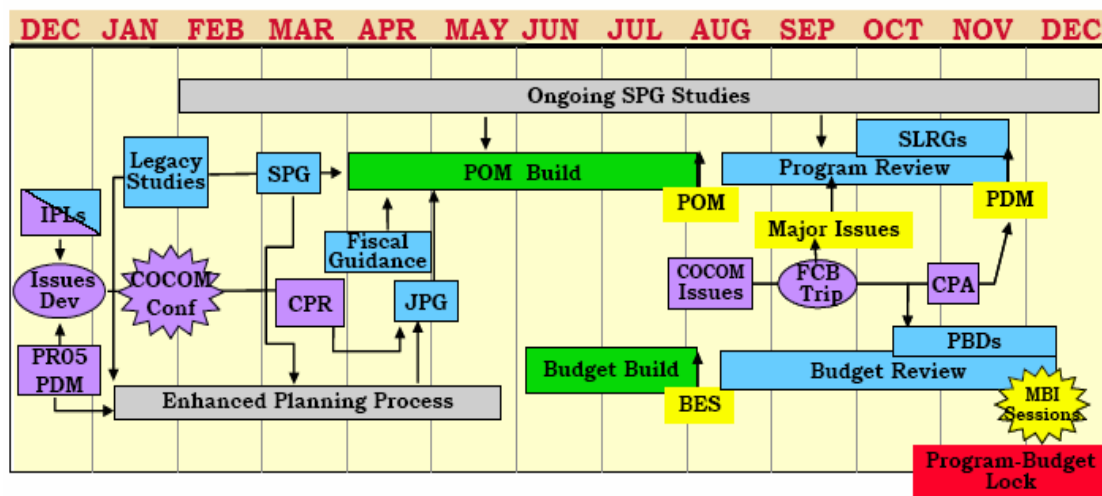 DEC JAN FEB MAR APR MAY JUN JUL AUG SEP OCT NOV DEC
Ongoing SPG Studies
SLRGs
Legacy
Studies
SPG
POM Build
Program Review
IPLs
POM
PDM
Major Issues
Fiscal
Guidance
Issues
Dev
COCOM
Conf
CPR
JPG
COCOM
Issues
FCB
Trip
CPA
PR05
PDM
PBDs
Budget Build
Budget Review
Enhanced Planning Process
BES
MBI
Sessions
Program-Budget
Lock